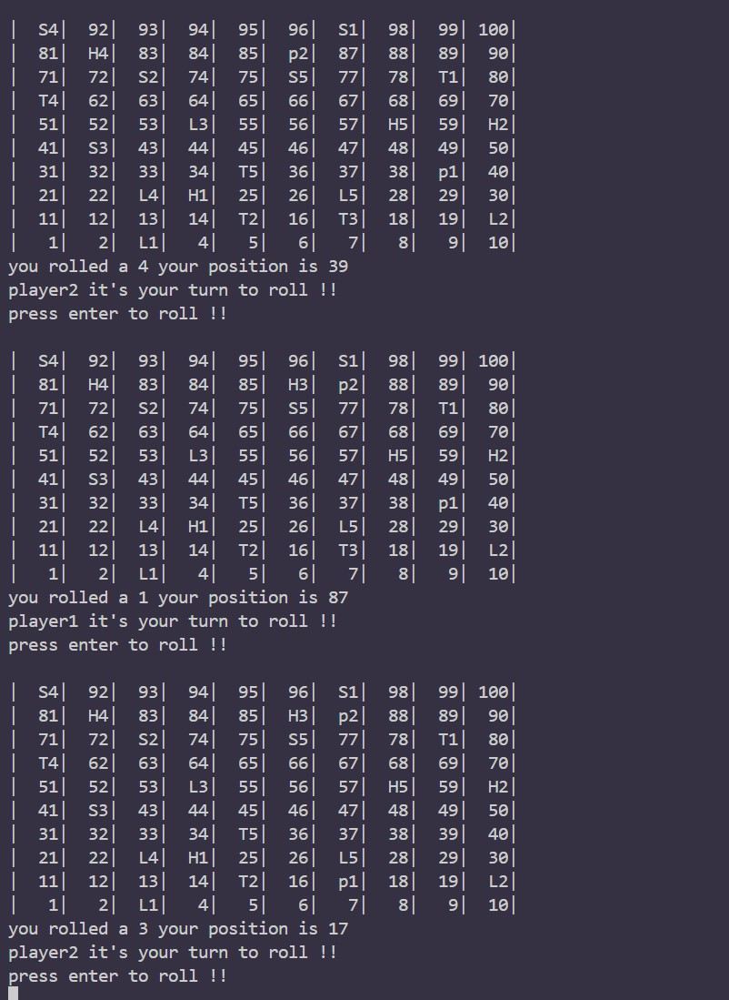 |  S4|  92|  93|  94|  95|  96|  S1|  98|  99| 100|
|  81|  H4|  83|  84|  85|  p2|  87|  88|  89|  90|
|  71|  72|  S2|  74|  75|  S5|  77|  78|  T1|  80|
|  T4|  62|  63|  64|  65|  66|  67|  68|  69|  70|
|  51|  52|  53|  L3|  55|  56|  57|  H5|  59|  H2|
|  41|  S3|  43|  44|  45|  46|  47|  48|  49|  50|
|  31|  32|  33|  34|  T5|  36|  37|  38|  p1|  40|
|  21|  22|  L4|  H1|  25|  26|  L5|  28|  29|  30|
|  11|  12|  13|  14|  T2|  16|  T3|  18|  19|  L2|
|   1|   2|  L1|   4|   5|   6|   7|   8|   9|  10|
you rolled a 4 your position is 39
player2 it's your turn to roll !!
press enter to roll !!
|  S4|  92|  93|  94|  95|  96|  S1|  98|  99| 100|
|  81|  H4|  83|  84|  85|  H3|  p2|  88|  89|  90|
|  71|  72|  S2|  74|  75|  S5|  77|  78|  T1|  80|
|  T4|  62|  63|  64|  65|  66|  67|  68|  69|  70|
|  51|  52|  53|  L3|  55|  56|  57|  H5|  59|  H2|
|  41|  S3|  43|  44|  45|  46|  47|  48|  49|  50|
|  31|  32|  33|  34|  T5|  36|  37|  38|  p1|  40|
|  21|  22|  L4|  H1|  25|  26|  L5|  28|  29|  30|
|  11|  12|  13|  14|  T2|  16|  T3|  18|  19|  L2|
|   1|   2|  L1|   4|   5|   6|   7|   8|   9|  10|
you rolled a 1 your position is 87
player1 it's your turn to roll !!
press enter to roll !!
|  S4|  92|  93|  94|  95|  96|  S1|  98|  99| 100|
|  81|  H4|  83|  84|  85|  H3|  p2|  88|  89|  90|
|  71|  72|  S2|  74|  75|  S5|  77|  78|  T1|  80|
|  T4|  62|  63|  64|  65|  66|  67|  68|  69|  70|
|  51|  52|  53|  L3|  55|  56|  57|  H5|  59|  H2|
|  41|  S3|  43|  44|  45|  46|  47|  48|  49|  50|
|  31|  32|  33|  34|  T5|  36|  37|  38|  39|  40|
|  21|  22|  L4|  H1|  25|  26|  L5|  28|  29|  30|
|  11|  12|  13|  14|  T2|  16|  p1|  18|  19|  L2|
|   1|   2|  L1|   4|   5|   6|   7|   8|   9|  10|
you rolled a 3 your position is 17
player2 it's your turn to roll !!
press enter to roll !!